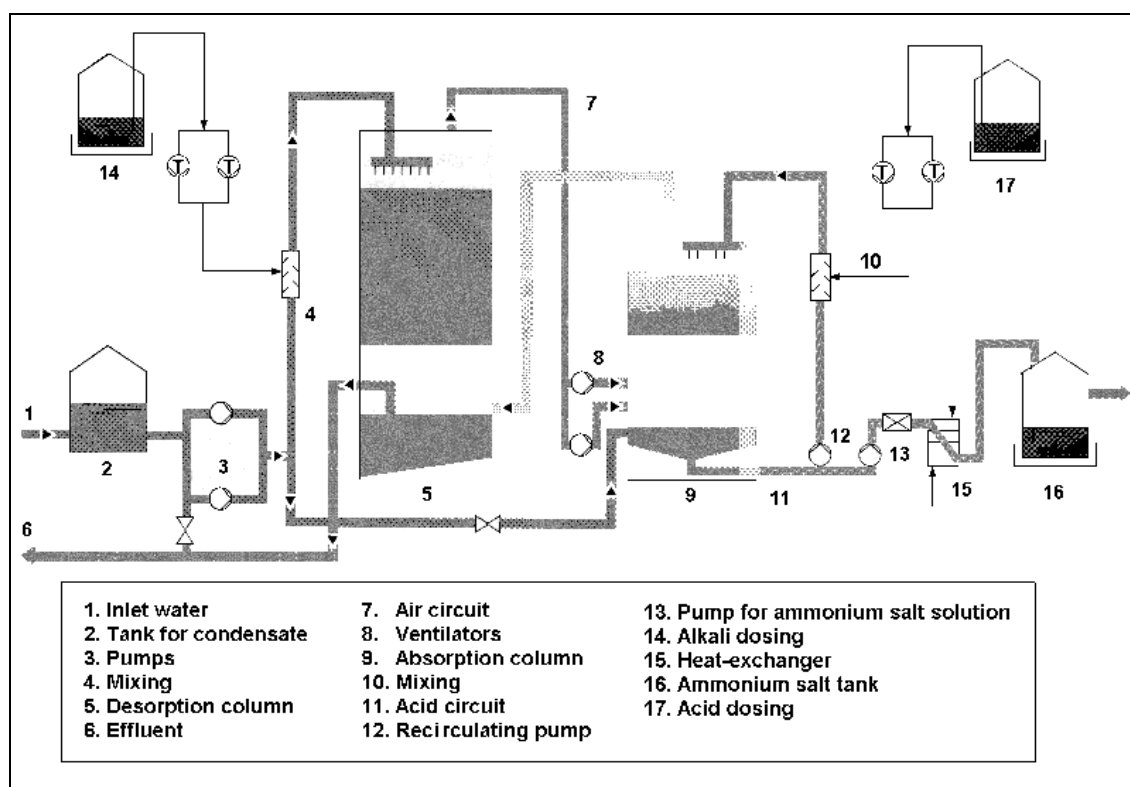 7
14
17
T T
T T
10
4
8
1
2
3
5
12
13
9
11
15
16
6
1. Inlet water
2. Tank for condensate
3. Pumps
4. Mixing
5. Desorption column
6. Effluent
7. Air circuit
8. Ventilators
9. Absorption column
10. Mixing
11. Acid circuit
12. Recirculating pump
13. Pump for ammonium salt solution
14. Alkali dosing
15. Heat-exchanger
16. Ammonium salt tank
17. Acid dosing